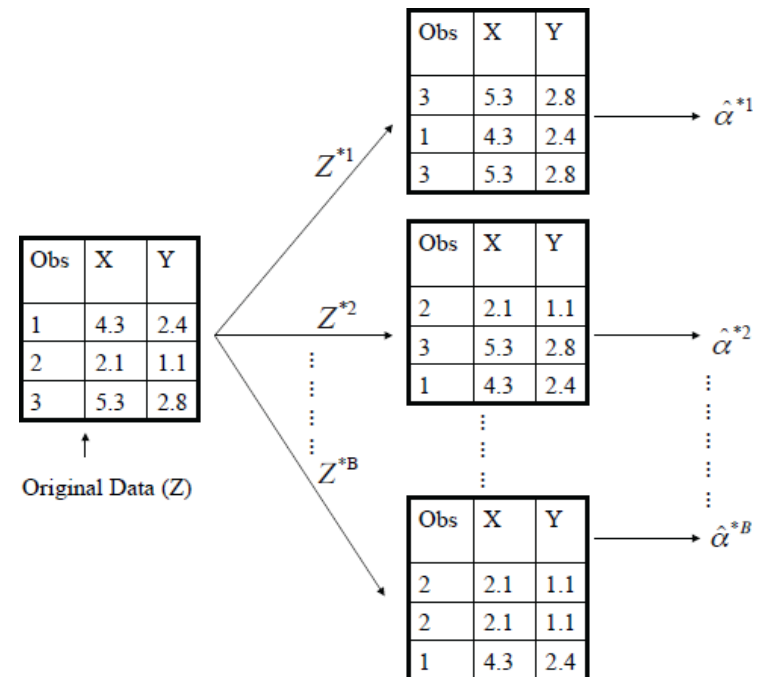 Obs X Y
3 5.3 2.8
1 4.3 2.4
3 5.3 2.8
α̂*1
Z*1
Obs X Y
1 4.3 2.4
2 2.1 1.1
3 5.3 2.8
Original Data (Z)
Z*2
Obs X Y
2 2.1 1.1
3 5.3 2.8
1 4.3 2.4
α̂*2
Z*B
Obs X Y
2 2.1 1.1
2 2.1 1.1
1 4.3 2.4
α̂*B